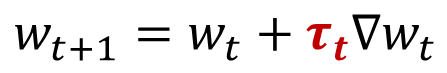 w_{t+1} = w_t + τ_t∇w_t